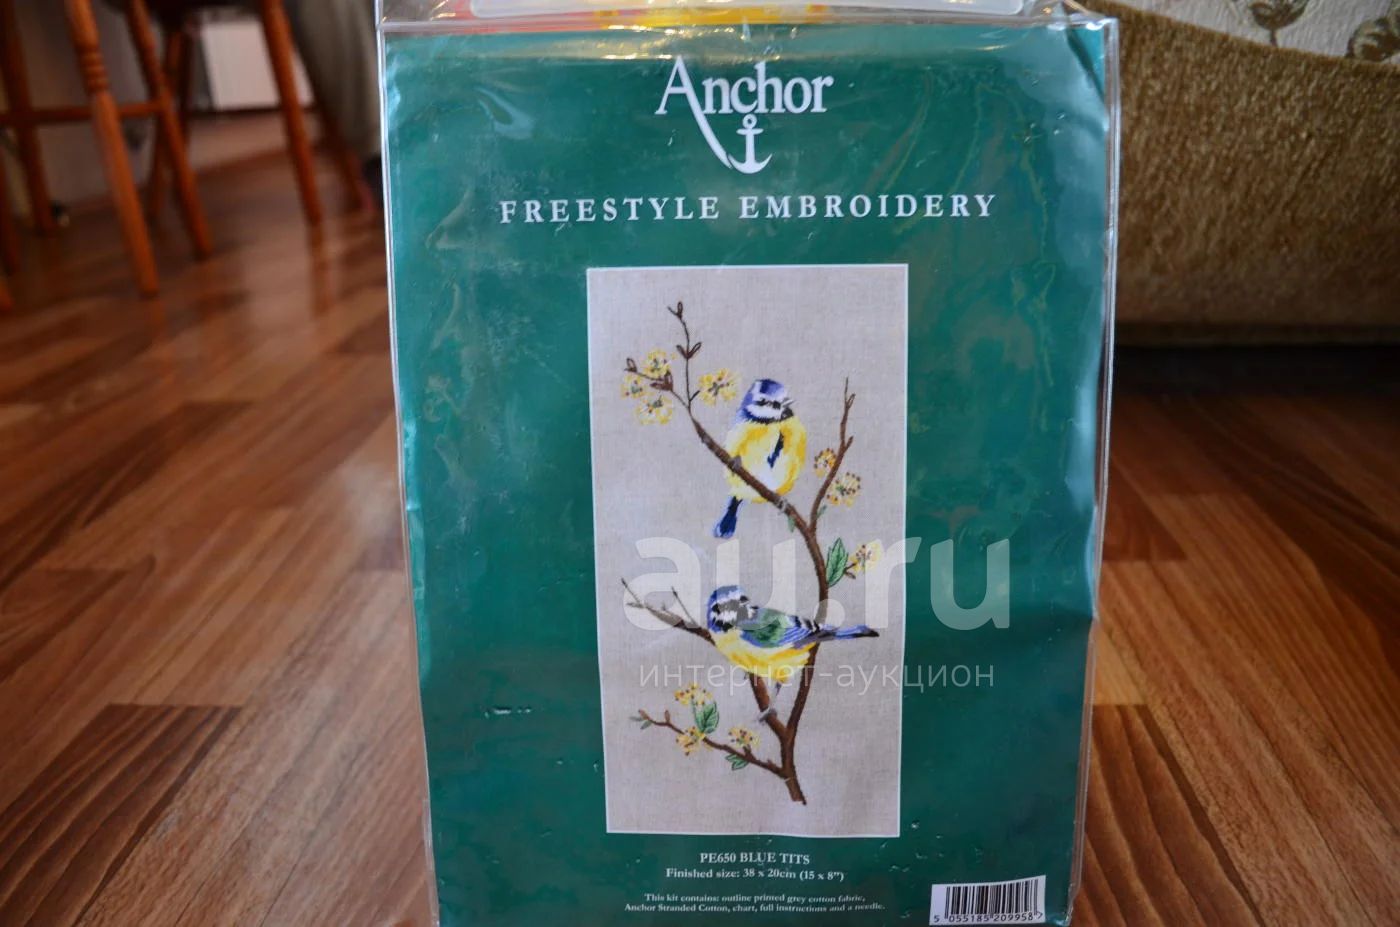 Anchor
FREESTYLE EMBROIDERY
au.ru
интернет-аукцион
PE650 BLUE TITS
Finished size: 38 x 20cm (15 x 8")
This kit contains: outline printed grey cotton fabric,
Anchor Stranded Cotton, chart, full instructions and a needle.
5 055185 209958